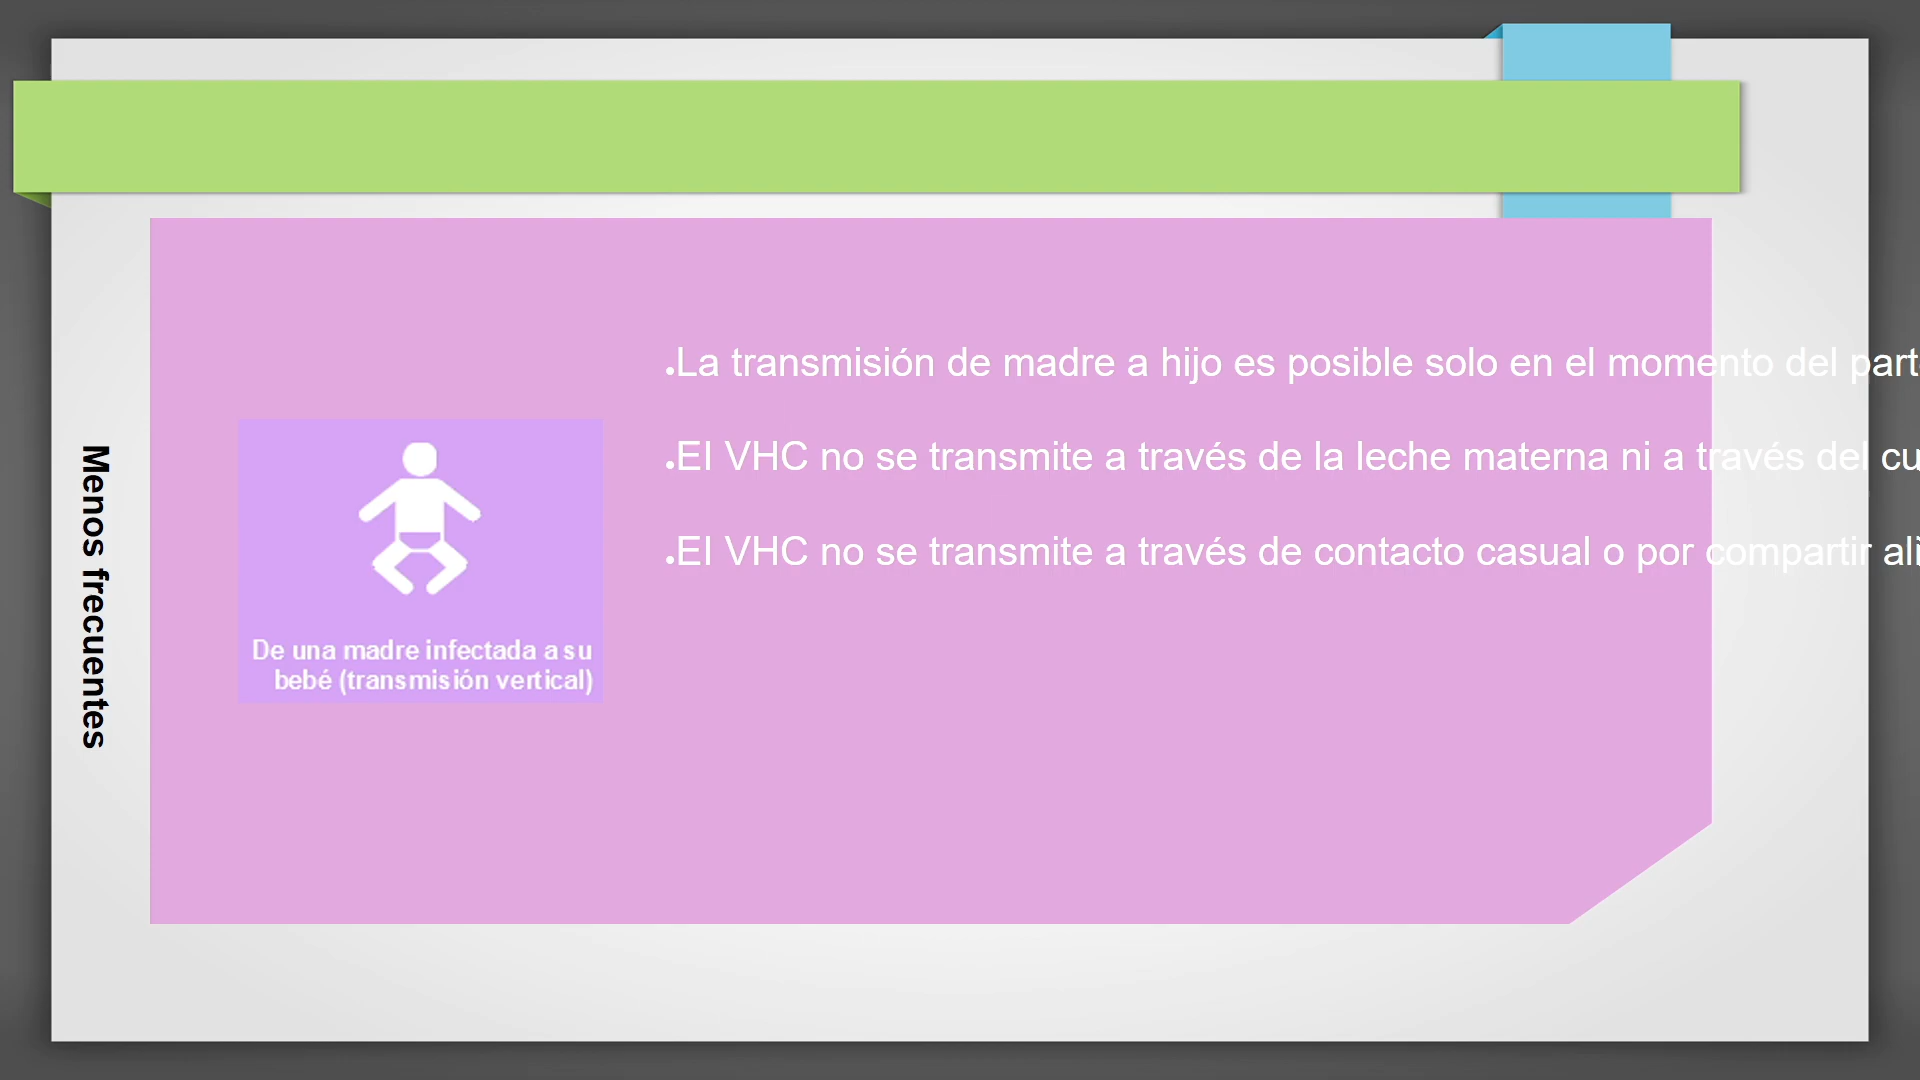 Menos frecuentes
.La transmisión de madre a hijo es posible solo en el momento del
.El VHC no se transmite a través de la leche materna ni a través del
.El VHC no se transmite a través de contacto casual o por compartir
De una madre infectada a su
bebé (transmisión vertical)